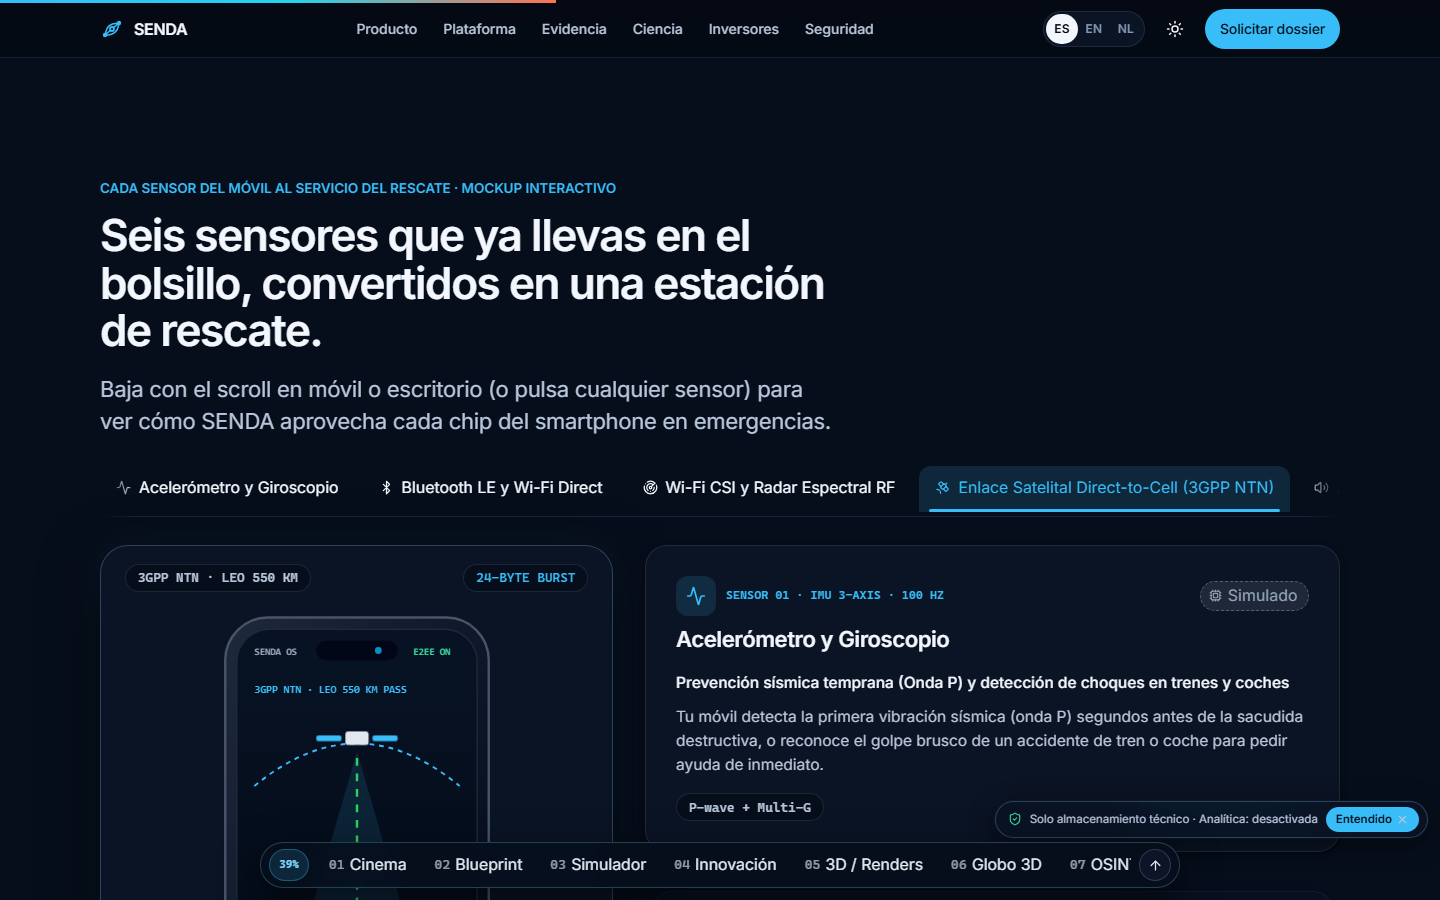 SENDA
Producto
Plataforma
Evidencia
Ciencia
Inversores
Seguridad
ES EN NL
Solicitar dossier
CADA SENSOR DEL MÓVIL AL SERVICIO DEL RESCATE · MOCKUP INTERACTIVO
Seis sensores que ya llevas en el
bolsillo, convertidos en una estación
de rescate.
Baja con el scroll en móvil o escritorio (o pulsa cualquier sensor) para
ver cómo SENDA aprovecha cada chip del smartphone en emergencias.
Acelerómetro y Giroscopio
Bluetooth LE y Wi-Fi Direct
Wi-Fi CSI y Radar Espectral RF
Enlace Satelital Direct-to-Cell (3GPP NTN)
3GPP NTN · LEO 550 KM
24-BYTE BURST
SENDA OS
E2EE ON
3GPP NTN · LEO 550 KM PASS
SENSOR 01 · IMU 3-AXIS · 100 HZ
Simulado
Acelerómetro y Giroscopio
Prevención sísmica temprana (Onda P) y detección de choques en trenes y coches
Tu móvil detecta la primera vibración sísmica (onda P) segundos antes de la sacudida
destructiva, o reconoce el golpe brusco de un accidente de tren o coche para pedir
ayuda de inmediato.
P-wave + Multi-G
Solo almacenamiento técnico · Analítica: desactivada
Entendido
39%
01 Cinema
02 Blueprint
03 Simulador
04 Innovación
05 3D / Renders
06 Globo 3D
07 OSIN